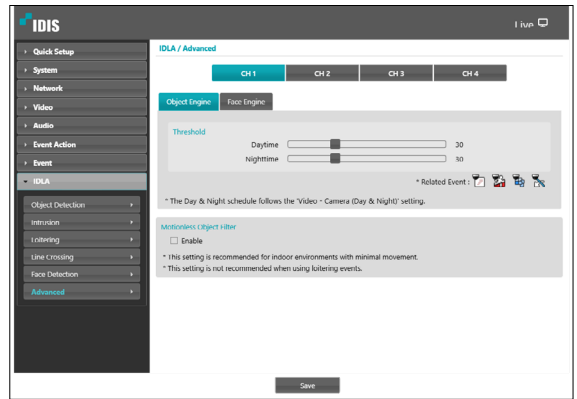 IDIS
Live
Quick Setup
System
Network
Video
Audio
Event Action
Event
IDLA
Object Detection
Intrusion
Loitering
Line Crossing
Face Detection
Advanced
IDLA / Advanced
CH 1 CH 2 CH 3 CH 4
Object Engine Face Engine
Threshold
Daytime 30
Nighttime 30
* Related Event :
* The Day & Night schedule follows the 'Video - Camera (Day & Night)' setting.
Motionless Object Filter
Enable
* This setting is recommended for indoor environments with minimal movement.
* This setting is not recommended when using loitering events.
Save